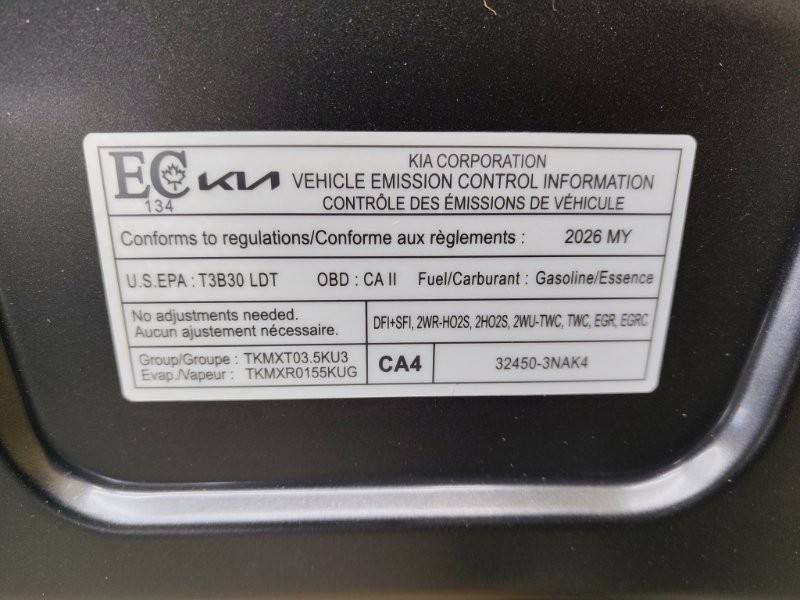 EC KIA
134
KIA CORPORATION
VEHICLE EMISSION CONTROL INFORMATION
CONTRÔLE DES ÉMISSIONS DE VÉHICULE
Conforms to regulations/Conforme aux règlements : 2026 MY
U.S.EPA : T3B30 LDT OBD : CA II Fuel/Carburant : Gasoline/Essence
No adjustments needed.
Aucun ajustement nécessaire.
DFI+SFI, 2WR-HO2S, 2HO2S, 2WU-TWC, TWC, EGR, EGRC
Group/Groupe : TKMXT03.5KU3
Evap./Vapeur : TKMXR0155KUG
CA4
32450-3NAK4